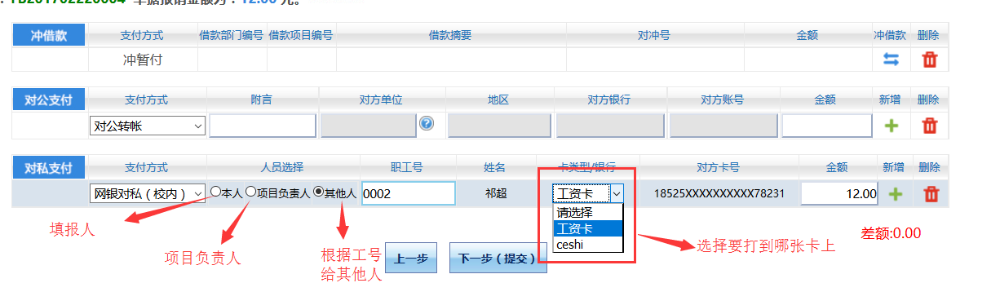 单据报销金额为：12.00 元。
冲借款 支付方式 借款部门编号 借款项目编号 借款摘要 对冲号 金额 冲借款 删除
冲暂付
对公支付 支付方式 附言 对方单位 地区 对方银行 对方账号 金额 新增 删除
对公转帐
对私支付 支付方式 人员选择 职工号 姓名 卡类型/银行 对方卡号 金额 新增 删除
网银对私（校内） 本人 项目负责人 其他人 0002 祁超 工资卡 18525XXXXXXXXXX78231 12.00
请选择
工资卡
ceshi
填报人
项目负责人
根据工号
给其他人
选择要打到哪张卡上
差额:0.00
上一步 下一步（提交）